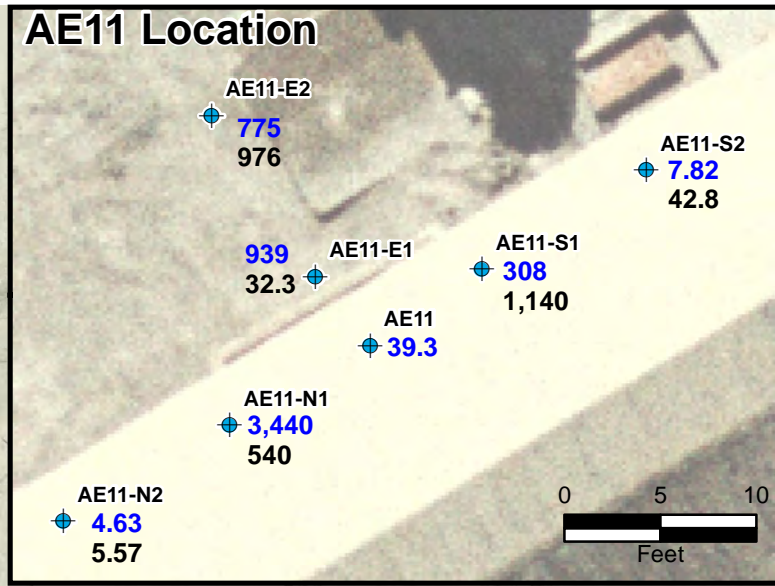 AE11 Location
AE11-E2
775
976
AE11-S2
7.82
42.8
AE11-E1
939
32.3
AE11-S1
308
1,140
AE11
39.3
AE11-N1
3,440
540
AE11-N2
4.63
5.57
0 5 10
Feet